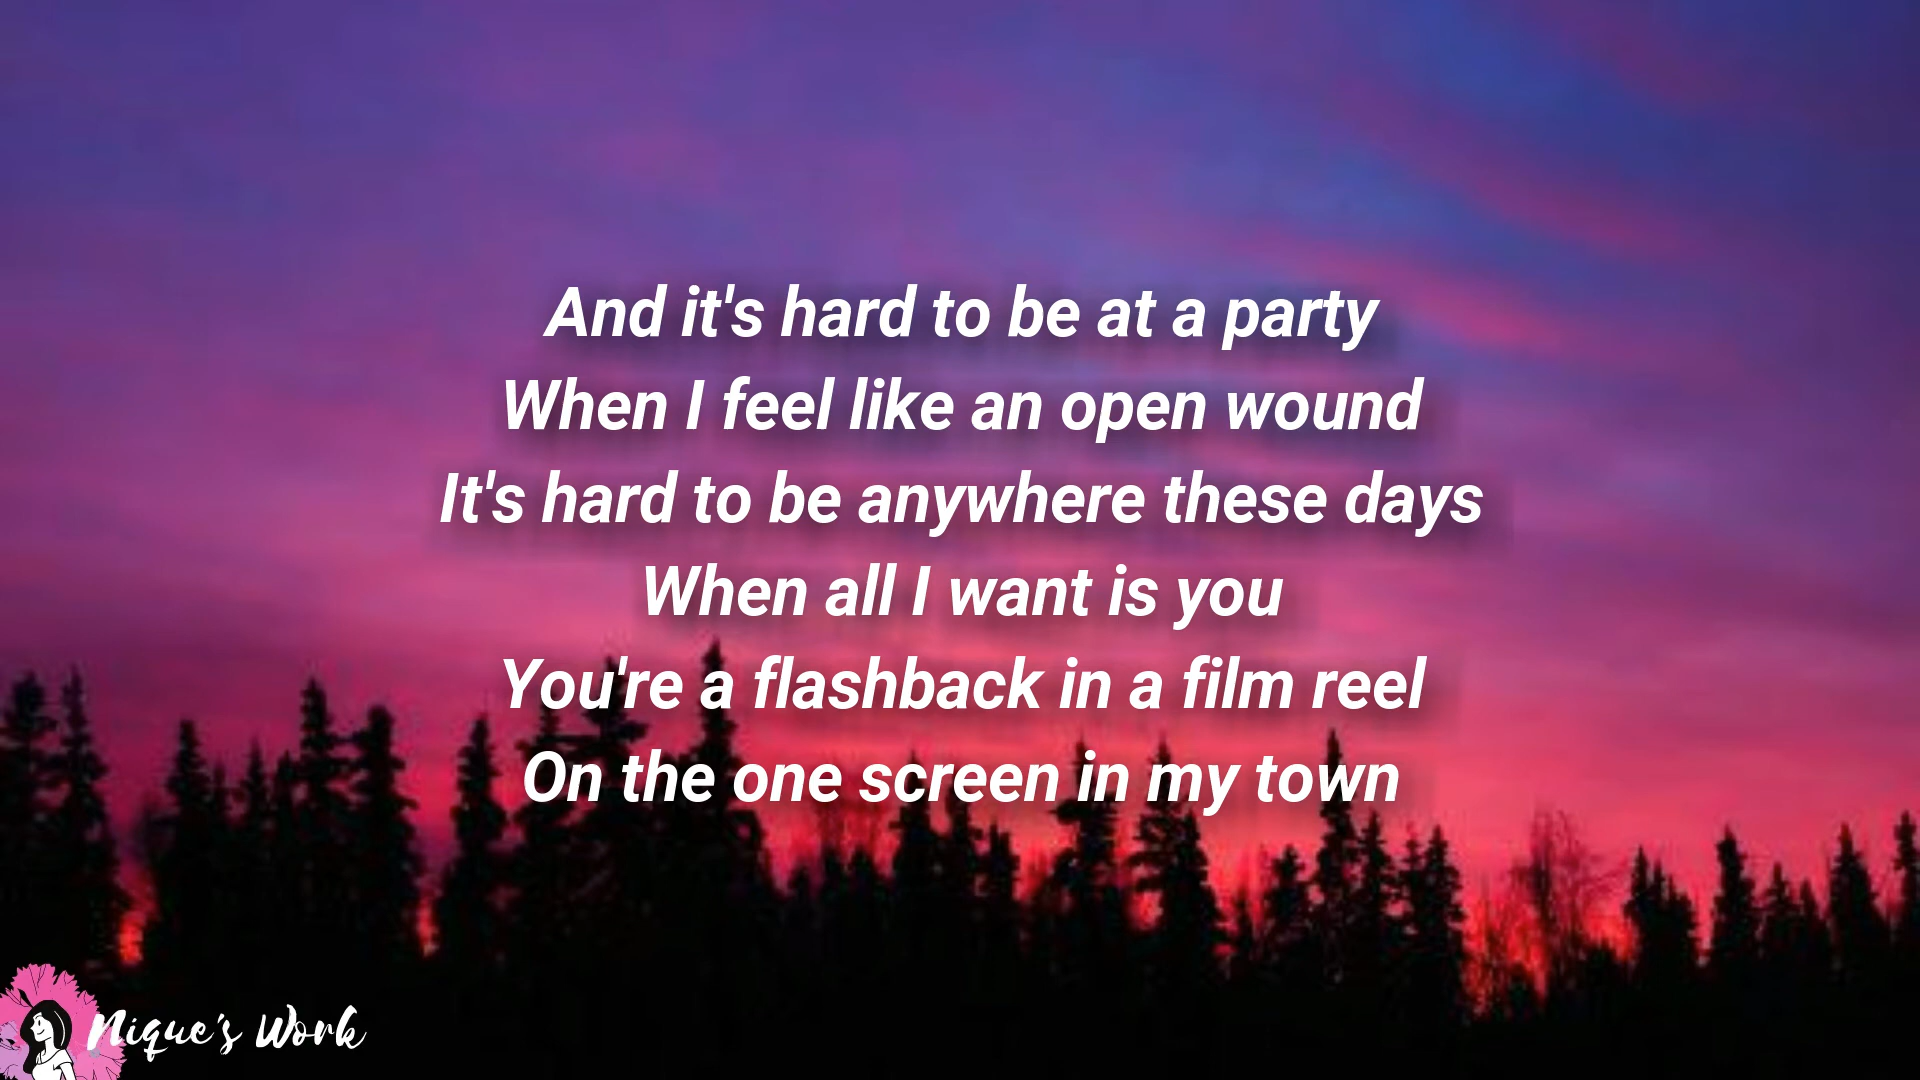 And it's hard to be at a party
When I feel like an open wound
It's hard to be anywhere these days
When all I want is you
You're a flashback in a film reel
On the one screen in my town
Nique's Work